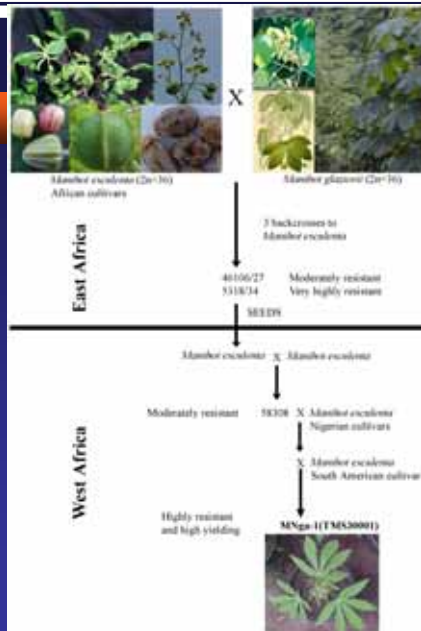 X
Manihot esculenta (2n=36)
African cultivars
Manihot glaziovii (2n=36)
3 backcrosses to
Manihot esculenta
East Africa
46106/27 Moderately resistant
5318/34 Very highly resistant
SEEDS
Manihot esculenta X Manihot esculenta
West Africa
Moderately resistant 58308 X Manihot esculenta
Nigerian cultivars
X Manihot esculenta
South American cultivar
Highly resistant
and high yielding
MNga-1(TMS30001)